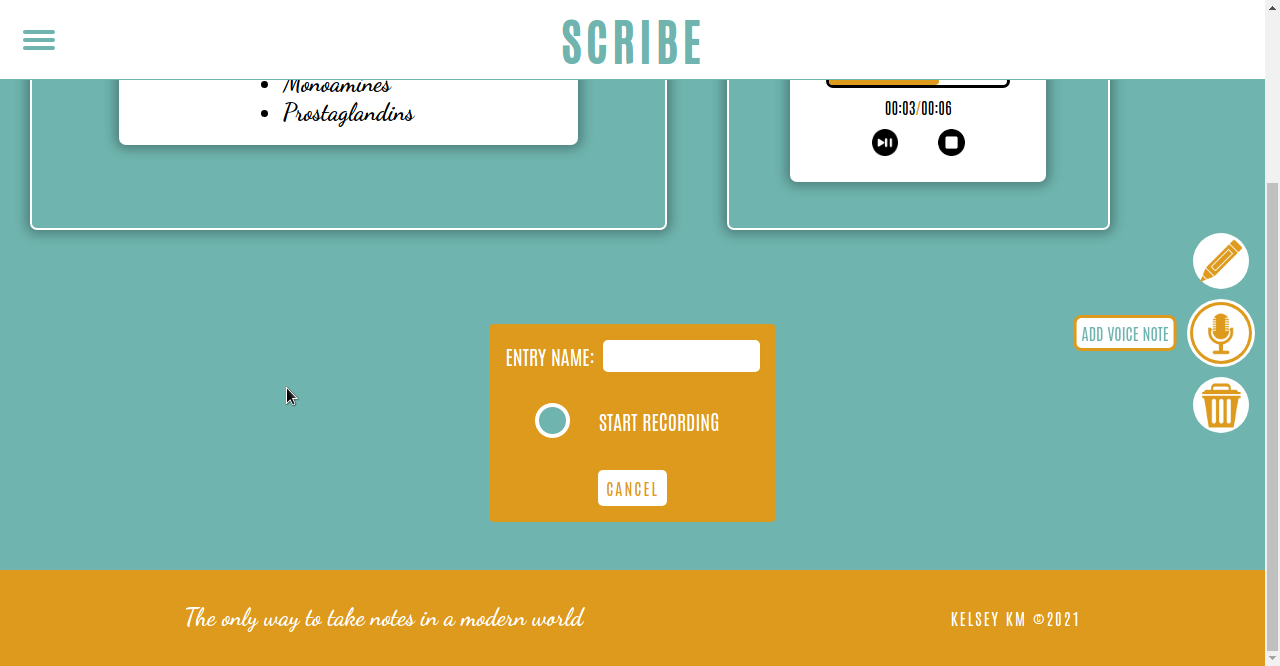 SCRIBE
Monoamines
Prostaglandins
00:03/00:06
ADD VOICE NOTE
ENTRY NAME:
START RECORDING
CANCEL
The only way to take notes in a modern world
KELSEY KM ©2021